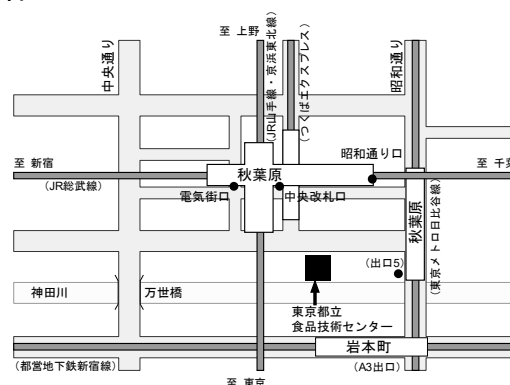 至 上野
中央通り
(JR山手線・京浜東北線)
(つくばエクスプレス)
昭和通り
昭和通り口
至 新宿
秋葉原
至 千葉
(JR総武線)
電気街口
中央改札口
秋葉原
(東京メトロ日比谷線)
(出口5)
神田川
万世橋
東京都立
食品技術センター
岩本町
(都営地下鉄新宿線)
(A3出口)
至 東京